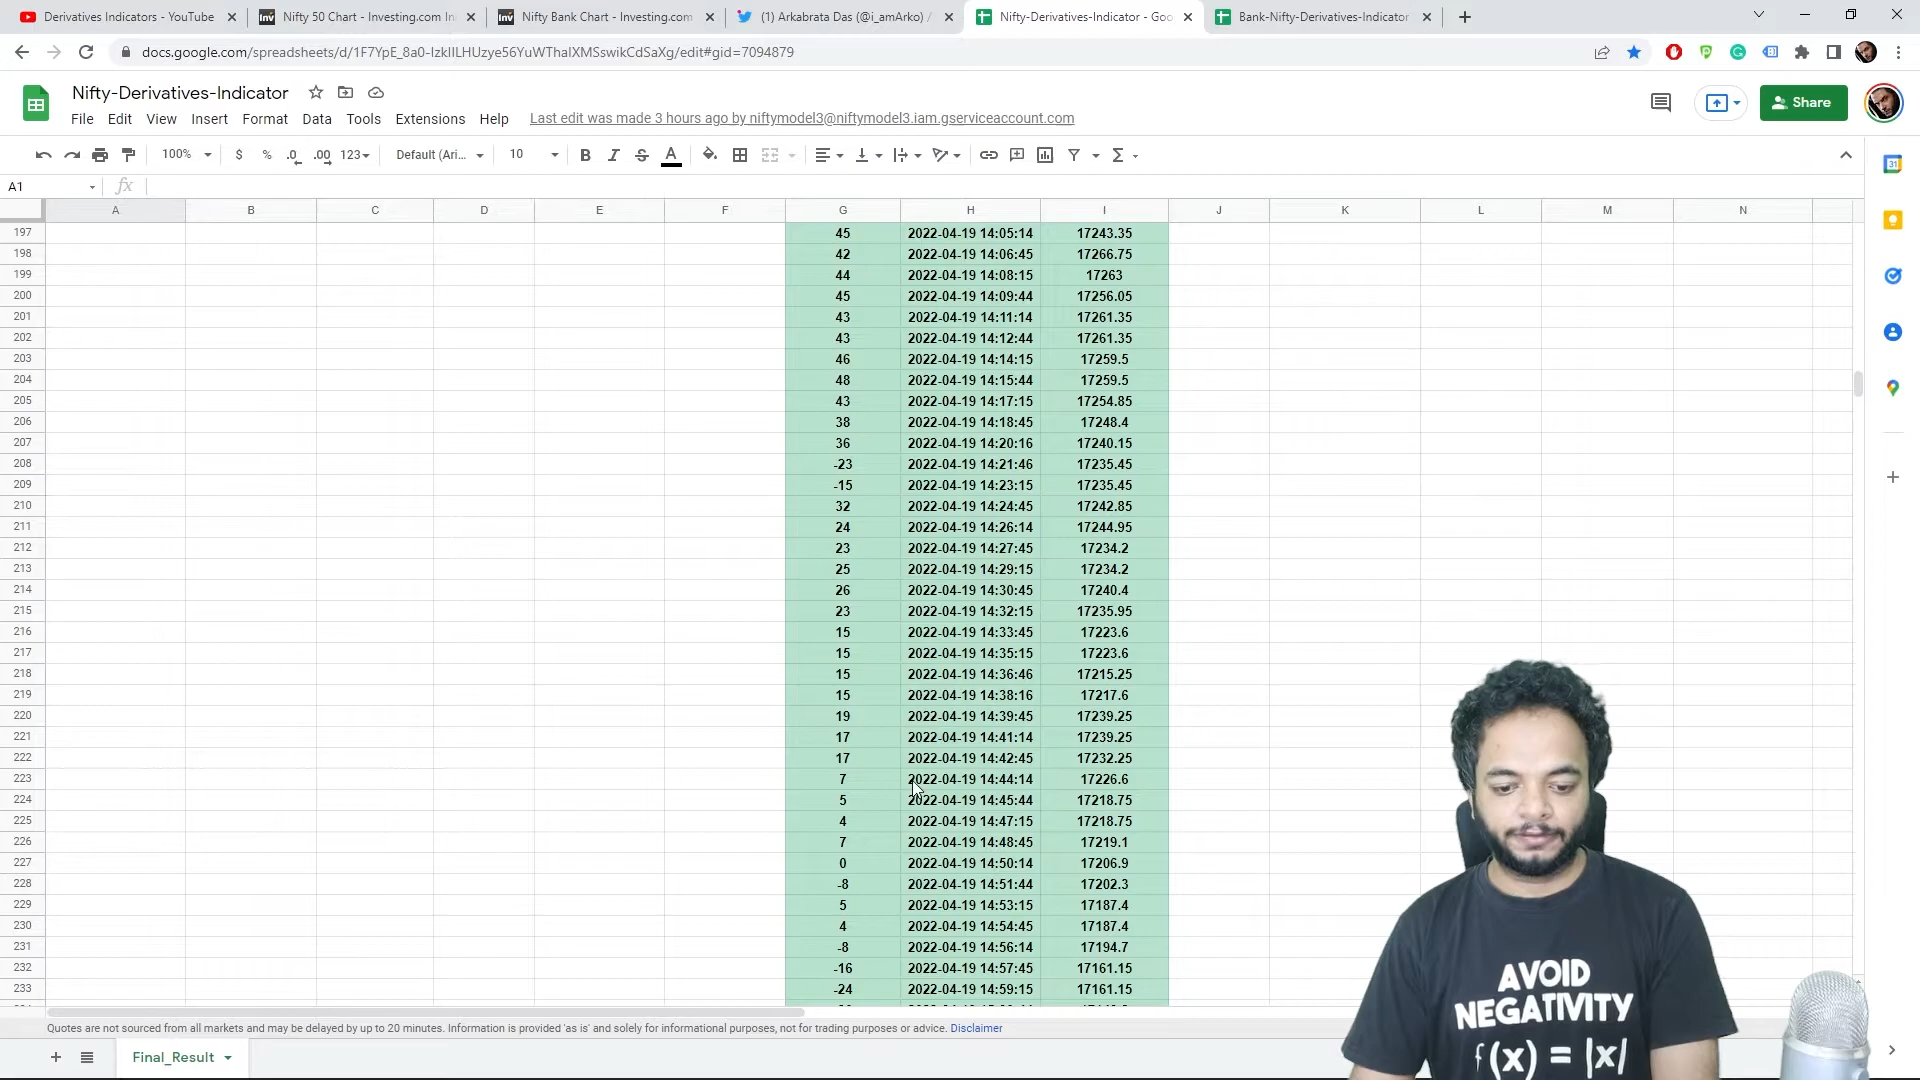 Derivatives Indicators - YouTube
Nifty 50 Chart - Investing.com In
Nifty Bank Chart - Investing.com
(1) Arkabrata Das (@i_amArko) /
Nifty-Derivatives-Indicator - Goo
Bank-Nifty-Derivatives-Indicator
Nifty-Derivatives-Indicator
File Edit View Insert Format Data Tools Extensions Help Last edit was made 3 hours ago by niftymodel3@niftymodel3.iam.gserviceaccount.com
Share
100% $ % .0 .00 123 Default (Ari... 10 B I S A
A1 fx
A B C D E F G H I J K L M N
197 45 2022-04-19 14:05:14 17243.35
198 42 2022-04-19 14:06:45 17266.75
199 44 2022-04-19 14:08:15 17263
200 45 2022-04-19 14:09:44 17256.05
201 43 2022-04-19 14:11:14 17261.35
202 43 2022-04-19 14:12:44 17261.35
203 46 2022-04-19 14:14:15 17259.5
204 48 2022-04-19 14:15:44 17259.5
205 43 2022-04-19 14:17:15 17254.85
206 38 2022-04-19 14:18:45 17248.4
207 36 2022-04-19 14:20:16 17240.15
208 -23 2022-04-19 14:21:46 17235.45
209 -15 2022-04-19 14:23:15 17235.45
210 32 2022-04-19 14:24:45 17242.85
211 24 2022-04-19 14:26:14 17244.95
212 23 2022-04-19 14:27:45 17234.2
213 25 2022-04-19 14:29:15 17234.2
214 26 2022-04-19 14:30:45 17240.4
215 23 2022-04-19 14:32:15 17235.95
216 15 2022-04-19 14:33:45 17223.6
217 15 2022-04-19 14:35:15 17223.6
218 15 2022-04-19 14:36:46 17215.25
219 15 2022-04-19 14:38:16 17217.6
220 19 2022-04-19 14:39:45 17239.25
221 17 2022-04-19 14:41:14 17239.25
222 17 2022-04-19 14:42:45 17232.25
223 7 2022-04-19 14:44:14 17226.6
224 5 2022-04-19 14:45:44 17218.75
225 4 2022-04-19 14:47:15 17218.75
226 7 2022-04-19 14:48:45 17219.1
227 0 2022-04-19 14:50:14 17206.9
228 -8 2022-04-19 14:51:44 17202.3
229 5 2022-04-19 14:53:15 17187.4
230 4 2022-04-19 14:54:45 17187.4
231 -8 2022-04-19 14:56:14 17194.7
232 -16 2022-04-19 14:57:45 17161.15
233 -24 2022-04-19 14:59:15 17161.15
Quotes are not sourced from all markets and may be delayed by up to 20 minutes. Information is provided 'as is' and solely for informational purposes, not for trading purposes or advice. Disclaimer
Final_Result
AVOID
NEGATIVITY
f(x) = |x|
docs.google.com/spreadsheets/d/1F7YpE_8a0-IzkIILHUzye56YuWThaIXMSswikCdSaXg/edit#gid=7094879